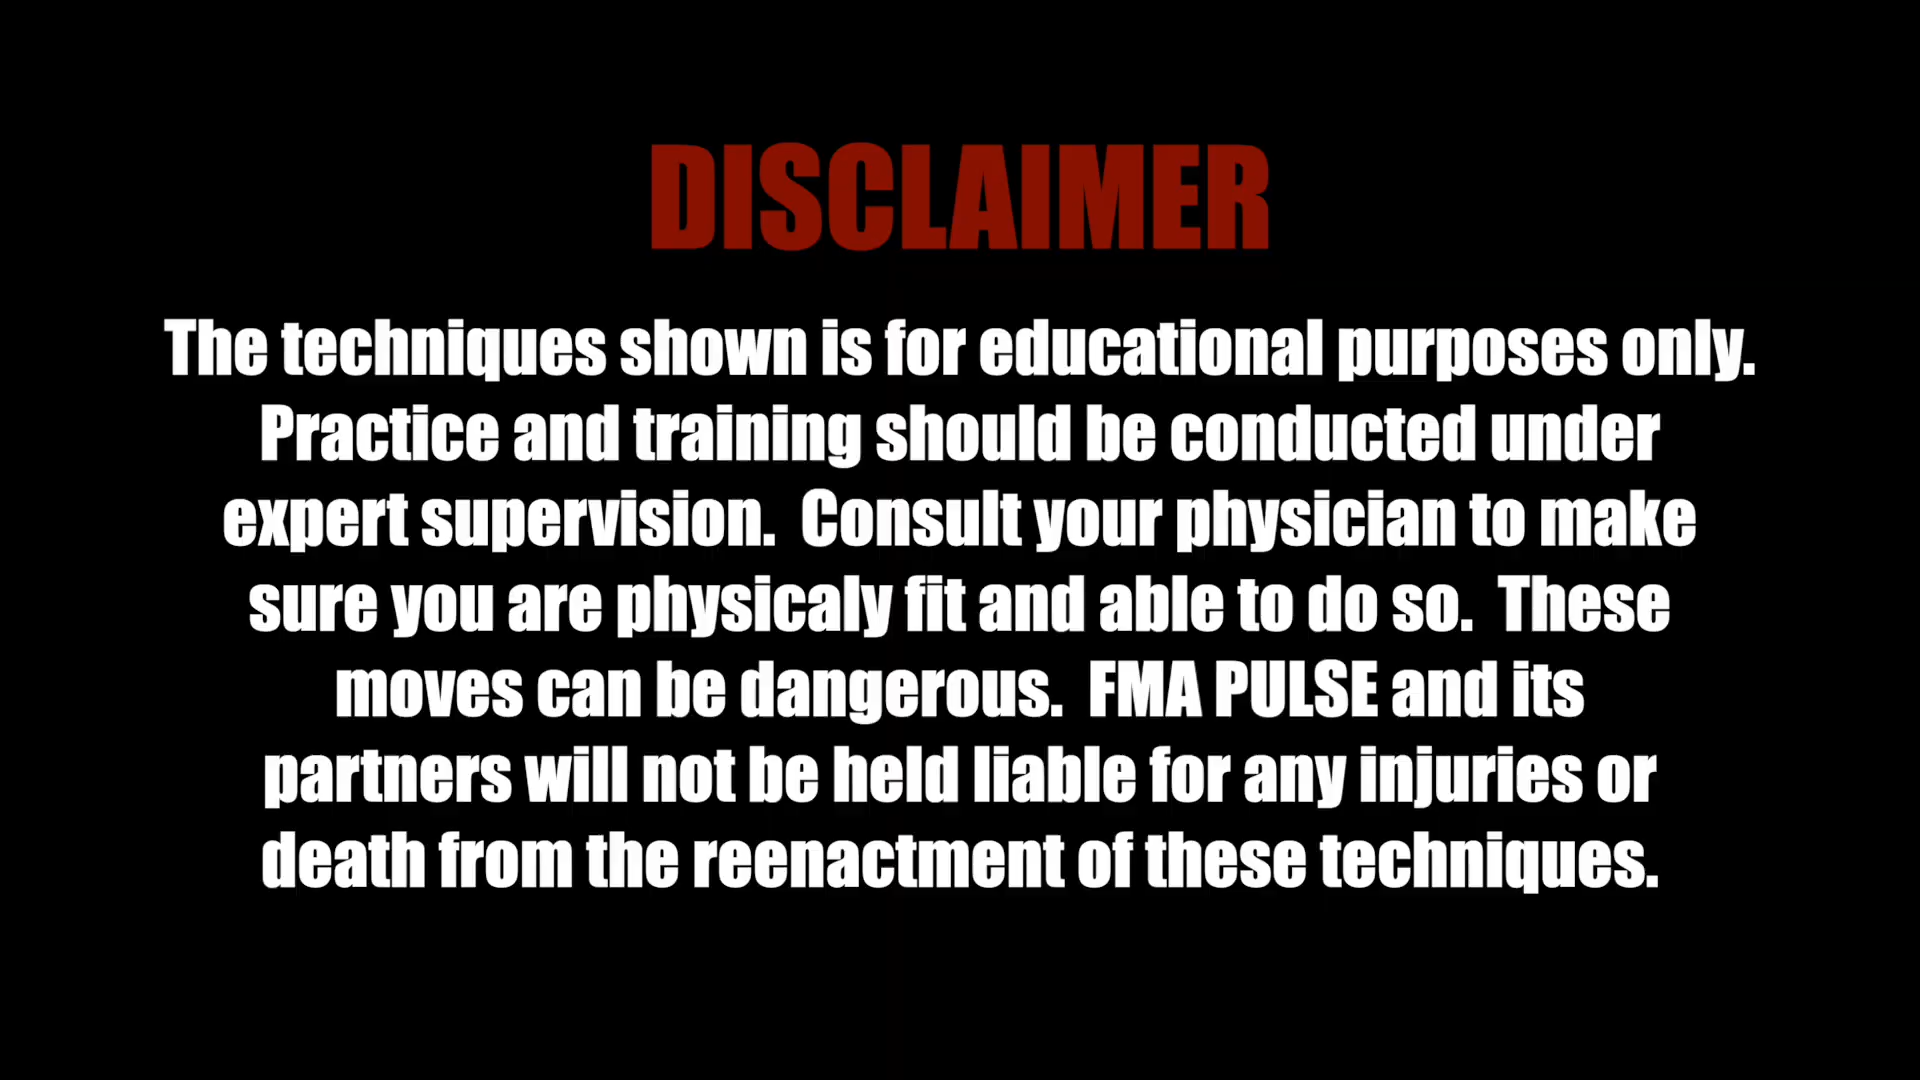 DISCLAIMER
The techniques shown is for educational purposes only.
Practice and training should be conducted under
expert supervision.  Consult your physician to make
sure you are physicaly fit and able to do so.  These
moves can be dangerous.  FMA PULSE and its
partners will not be held liable for any injuries or
death from the reenactment of these techniques.